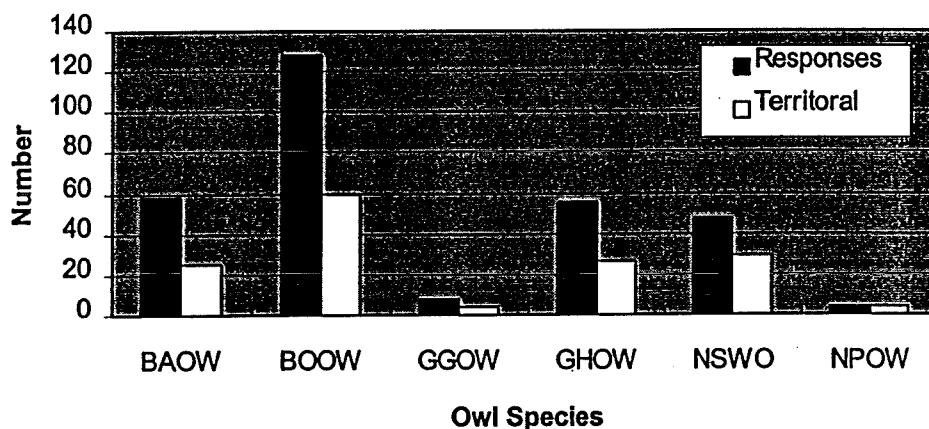 140
120
100
80
60
40
20
0
Number
Responses
Territoral
BAOW BOOW GGOW GHOW NSWO NPOW
Owl Species